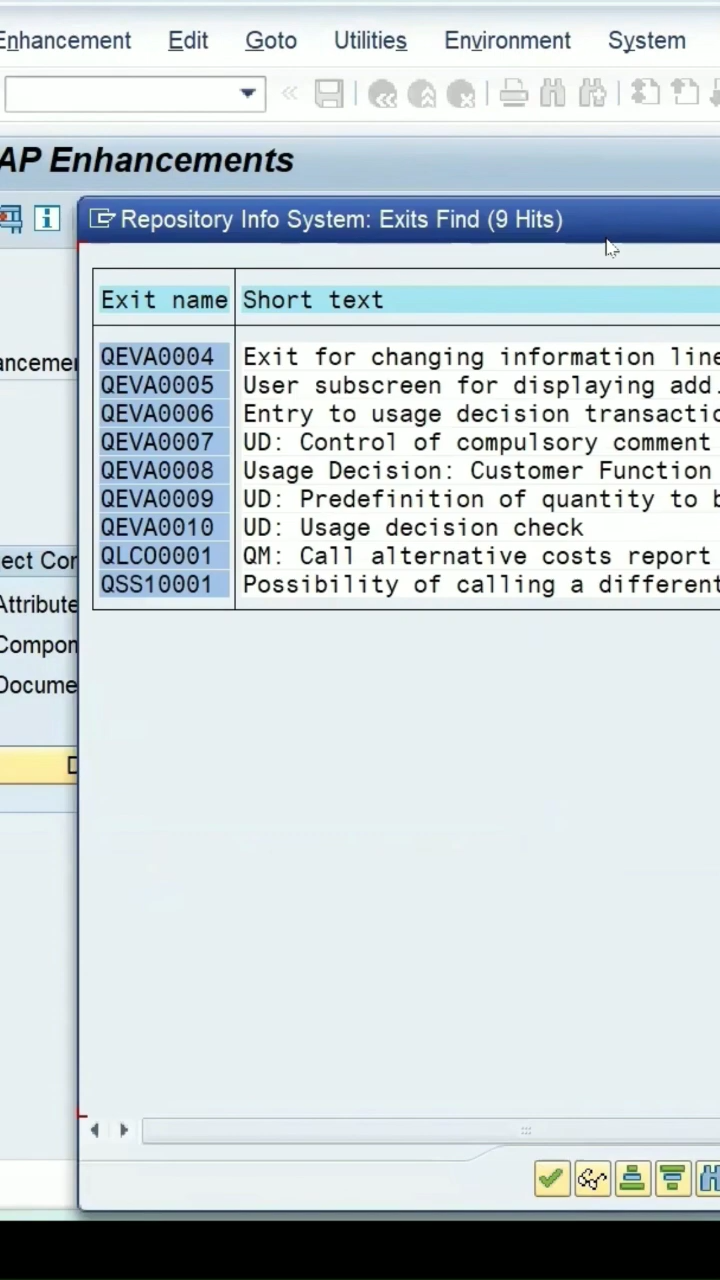 Enhancement Edit Goto Utilities Environment System
AP Enhancements
Repository Info System: Exits Find (9 Hits)
Exit name Short text
QEVA0004 Exit for changing information line
QEVA0005 User subscreen for displaying add.
QEVA0006 Entry to usage decision transactio
QEVA0007 UD: Control of compulsory comment
QEVA0008 Usage Decision: Customer Function
QEVA0009 UD: Predefinition of quantity to b
QEVA0010 UD: Usage decision check
QLCO0001 QM: Call alternative costs report
QSS10001 Possibility of calling a different
ancemen
ect Con
Attribute
Compon
Docume
D